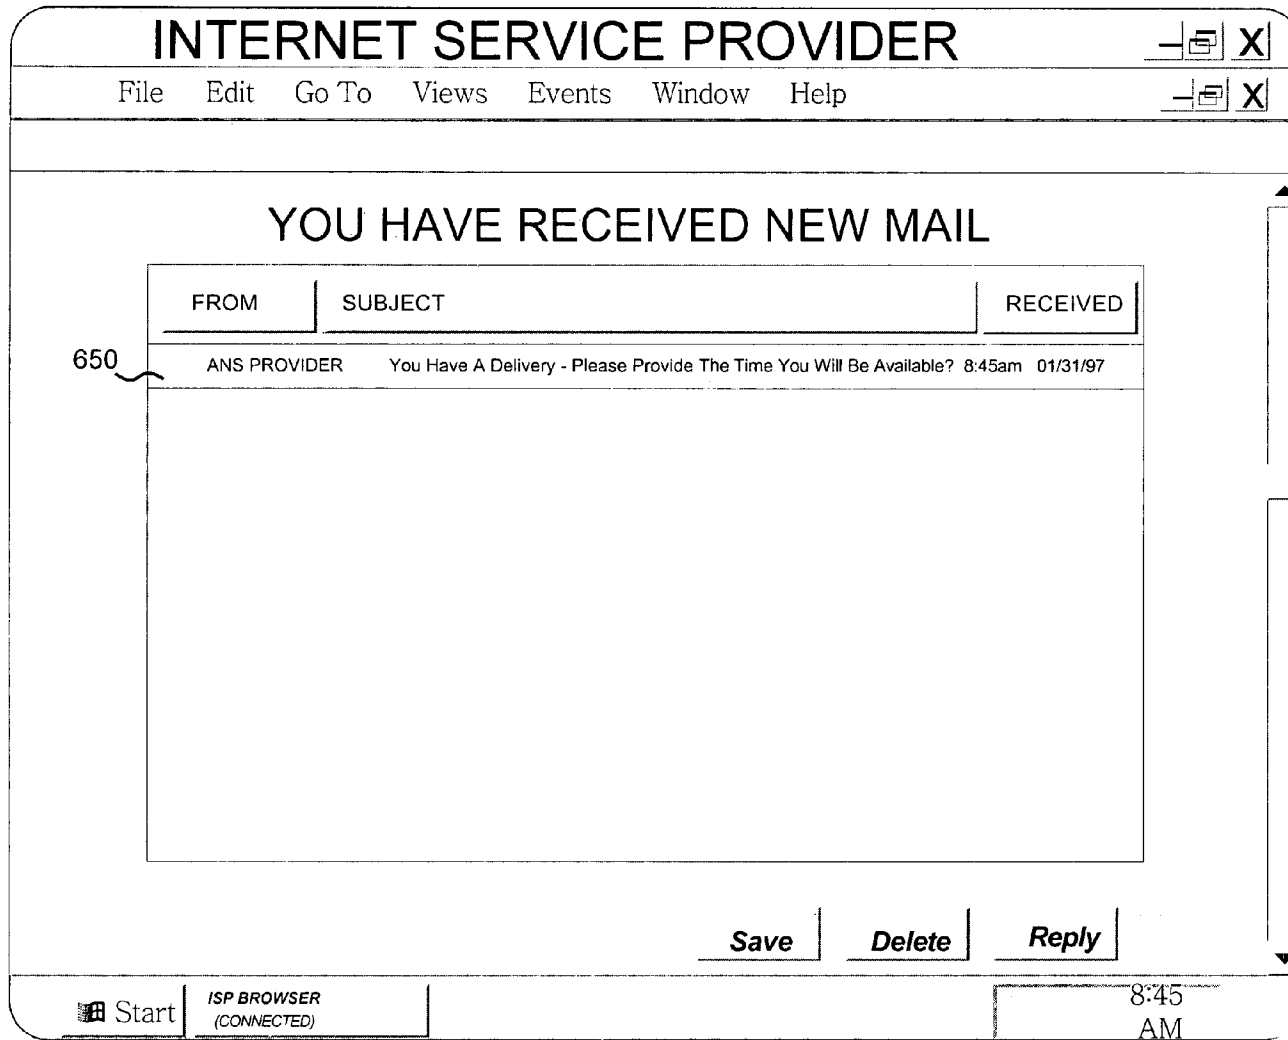 INTERNET SERVICE PROVIDER
File Edit Go To Views Events Window Help
YOU HAVE RECEIVED NEW MAIL
FROM SUBJECT RECEIVED
650 ANS PROVIDER You Have A Delivery - Please Provide The Time You Will Be Available? 8:45am 01/31/97
Save Delete Reply
Start ISP BROWSER
(CONNECTED)
8:45
AM